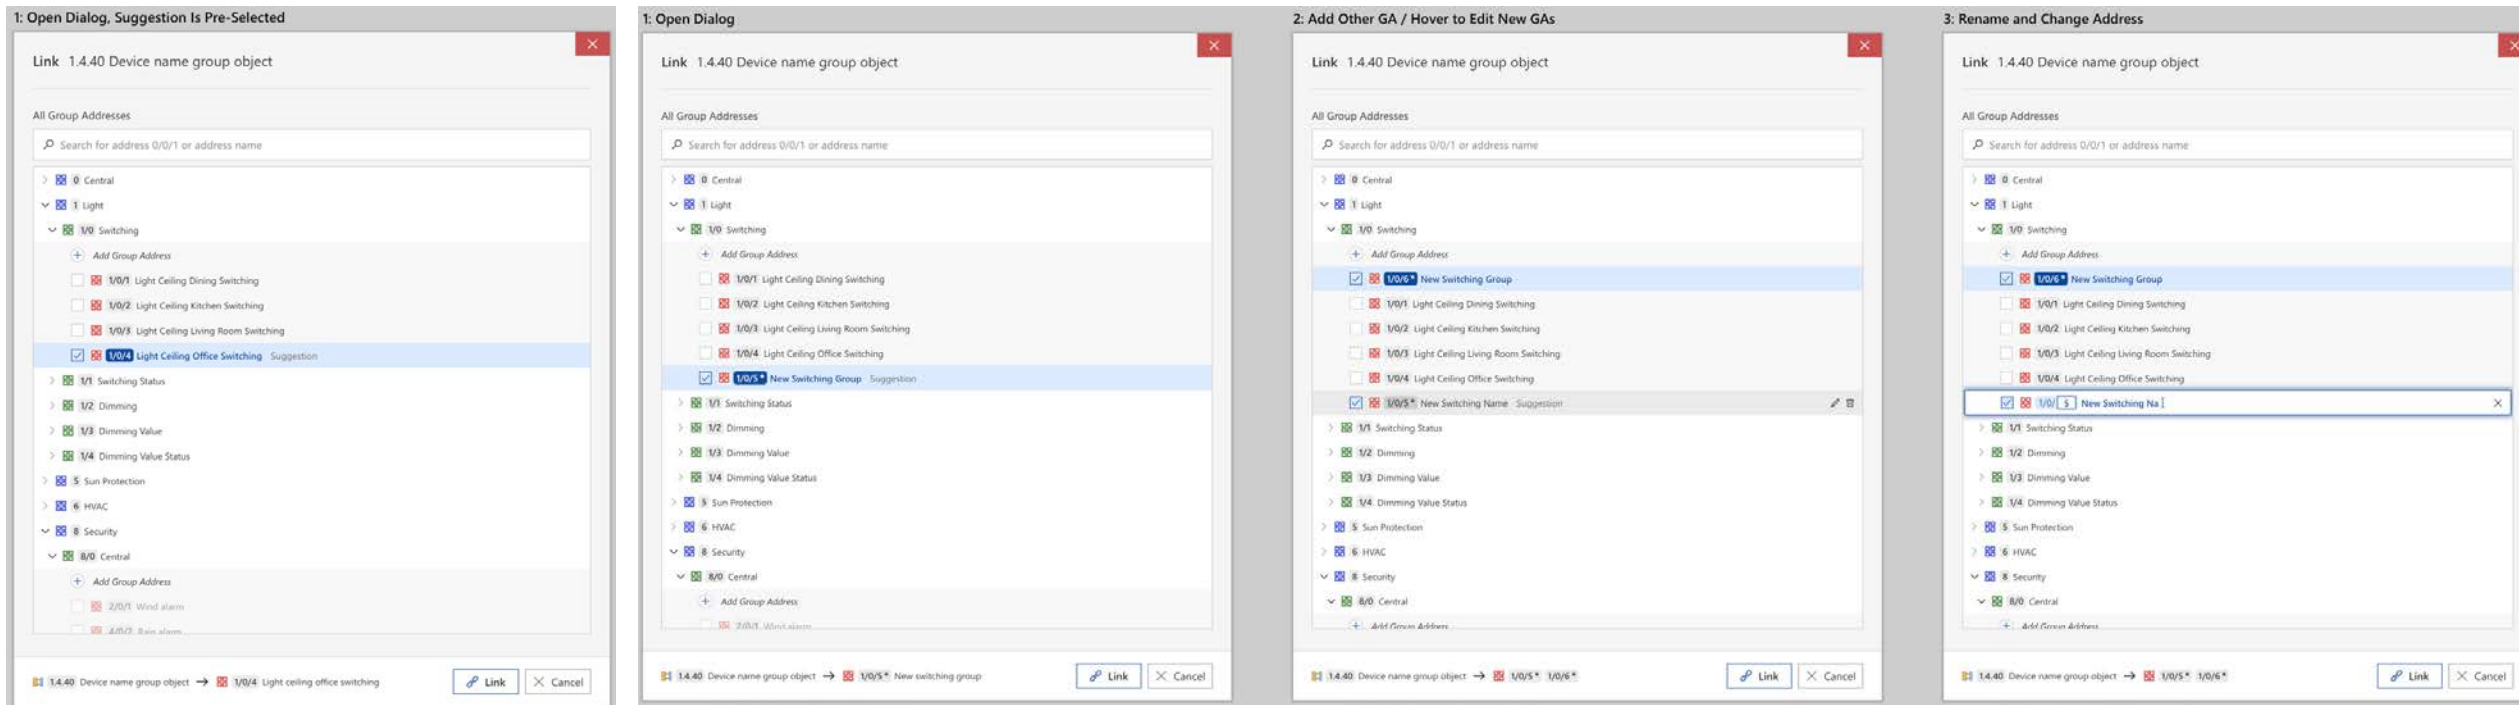 1: Open Dialog, Suggestion Is Pre-Selected
Link 1.4.40 Device name group object
All Group Addresses
Search for address 0/0/1 or address name
0 Central
1 Light
1/0 Switching
Add Group Address
1/0/1 Light Ceiling Dining Switching
1/0/2 Light Ceiling Kitchen Switching
1/0/3 Light Ceiling Living Room Switching
1/0/4 Light Ceiling Office Switching Suggestion
1/1 Switching Status
1/2 Dimming
1/3 Dimming Value
1/4 Dimming Value Status
5 Sun Protection
6 HVAC
8 Security
8/0 Central
Add Group Address
2/0/1 Wind alarm
4/0/2 Rain alarm
1.4.40 Device name group object → 1/0/4 Light ceiling office switching
Link
Cancel
1: Open Dialog
Link 1.4.40 Device name group object
All Group Addresses
Search for address 0/0/1 or address name
0 Central
1 Light
1/0 Switching
Add Group Address
1/0/1 Light Ceiling Dining Switching
1/0/2 Light Ceiling Kitchen Switching
1/0/3 Light Ceiling Living Room Switching
1/0/4 Light Ceiling Office Switching
1/0/5* New Switching Group Suggestion
1/1 Switching Status
1/2 Dimming
1/3 Dimming Value
1/4 Dimming Value Status
5 Sun Protection
6 HVAC
8 Security
8/0 Central
Add Group Address
2/0/1 Wind alarm
1.4.40 Device name group object → 1/0/5* New switching group
Link
Cancel
2: Add Other GA / Hover to Edit New GAs
Link 1.4.40 Device name group object
All Group Addresses
Search for address 0/0/1 or address name
0 Central
1 Light
1/0 Switching
Add Group Address
1/0/6* New Switching Group
1/0/1 Light Ceiling Dining Switching
1/0/2 Light Ceiling Kitchen Switching
1/0/3 Light Ceiling Living Room Switching
1/0/4 Light Ceiling Office Switching
1/0/5* New Switching Name Suggestion
1/1 Switching Status
1/2 Dimming
1/3 Dimming Value
1/4 Dimming Value Status
5 Sun Protection
6 HVAC
8 Security
8/0 Central
Add Group Address
1.4.40 Device name group object → 1/0/5* 1/0/6*
Link
Cancel
3: Rename and Change Address
Link 1.4.40 Device name group object
All Group Addresses
Search for address 0/0/1 or address name
0 Central
1 Light
1/0 Switching
Add Group Address
1/0/6* New Switching Group
1/0/1 Light Ceiling Dining Switching
1/0/2 Light Ceiling Kitchen Switching
1/0/3 Light Ceiling Living Room Switching
1/0/4 Light Ceiling Office Switching
1/0/ 5 New Switching Na
1/1 Switching Status
1/2 Dimming
1/3 Dimming Value
1/4 Dimming Value Status
5 Sun Protection
6 HVAC
8 Security
8/0 Central
Add Group Address
1.4.40 Device name group object → 1/0/5* 1/0/6*
Link
Cancel